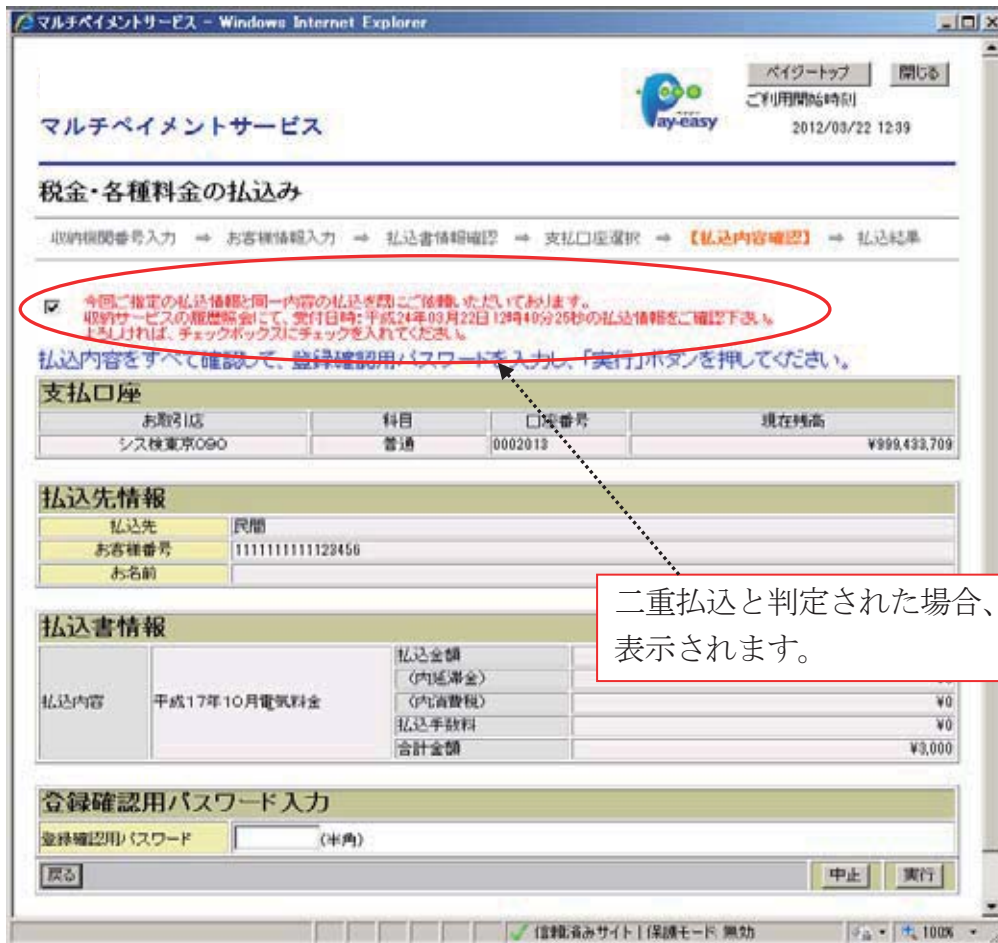 マルチペイメントサービス - Windows Internet Explorer
ペイジートップ 閉じる
Pay-easy
ご利用開始時刻
マルチペイメントサービス
2012/03/22 12:39
税金・各種料金の払込み
収納機関番号入力 ⇒ お客様情報入力 ⇒ 払込書情報確認 ⇒ 支払口座選択 ⇒ 【払込内容確認】 ⇒ 払込結果
今回ご指定の払込情報と同一内容の払込を既にご依頼いただいております。
収納サービスの履歴照会にて、受付日時:平成24年03月22日12時40分25秒の払込情報をご確認下さい。
よろしければ、チェックボックスにチェックを入れてください。
払込内容をすべて確認して、登録確認用パスワードを入力し、「実行」ボタンを押してください。
支払口座
お取引店 科目 口座番号 現在残高
シス検東京090 普通 0002013 ¥999,433,709
払込先情報
払込先 民間
お客様番号 1111111111123456
お名前
二重払込と判定された場合、
表示されます。
払込書情報
払込内容 平成17年10月電気料金
払込金額
(内延滞金)
(内消費税) ¥0
払込手数料 ¥0
合計金額 ¥3,000
登録確認用パスワード入力
登録確認用パスワード (半角)
戻る 中止 実行
信頼済みサイト | 保護モード: 無効 100%